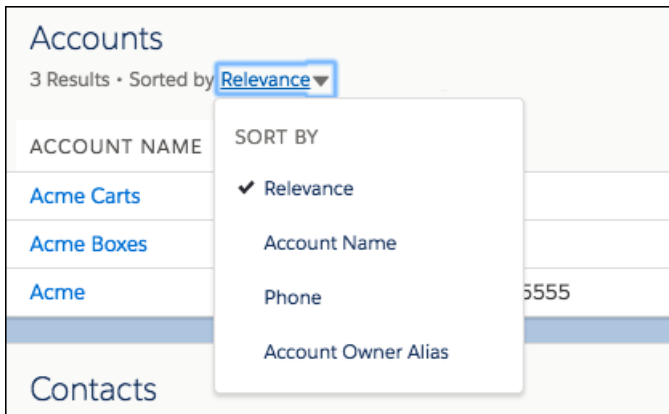 Accounts
3 Results • Sorted by Relevance
ACCOUNT NAME
SORT BY
Relevance
Account Name
Phone
Account Owner Alias
Acme Carts
Acme Boxes
Acme
5555
Contacts